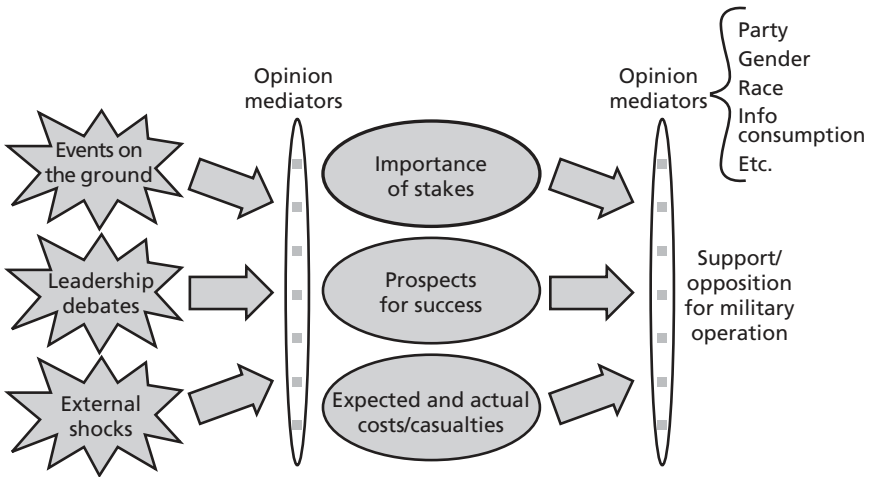 Opinion
mediators
Opinion
mediators
Party
Gender
Race
Info
consumption
Etc.
Events on
the ground
Importance
of stakes
Leadership
debates
Prospects
for success
Support/
opposition
for military
operation
External
shocks
Expected and actual
costs/casualties